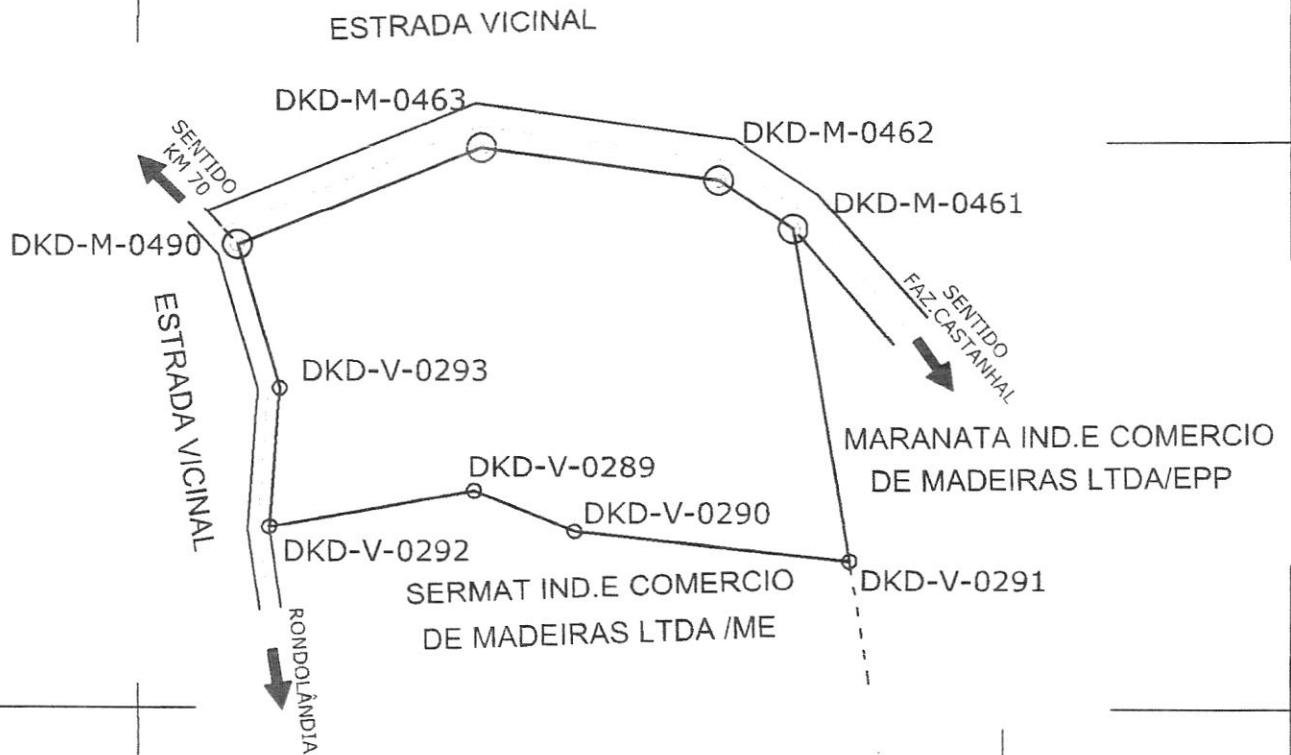 ESTRADA VICINAL
DKD-M-0463
DKD-M-0462
SENTIDO
KM 70
DKD-M-0461
DKD-M-0490
SENTIDO
FAZ.CASTANHAL
ESTRADA VICINAL
DKD-V-0293
MARANATA IND.E COMERCIO
DE MADEIRAS LTDA/EPP
DKD-V-0289
DKD-V-0290
DKD-V-0292
DKD-V-0291
SERMAT IND.E COMERCIO
DE MADEIRAS LTDA /ME
RONDOLÂNDIA